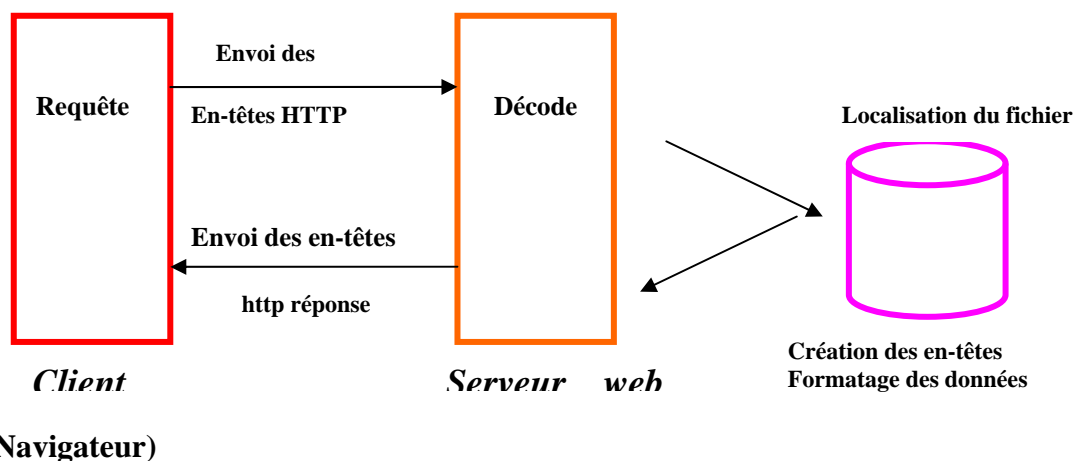 Envoi des
Requête
En-têtes HTTP
Décode
Localisation du fichier
Envoi des en-têtes
http réponse
Création des en-têtes
Formatage des données
Client
Serveur web
Navigateur)